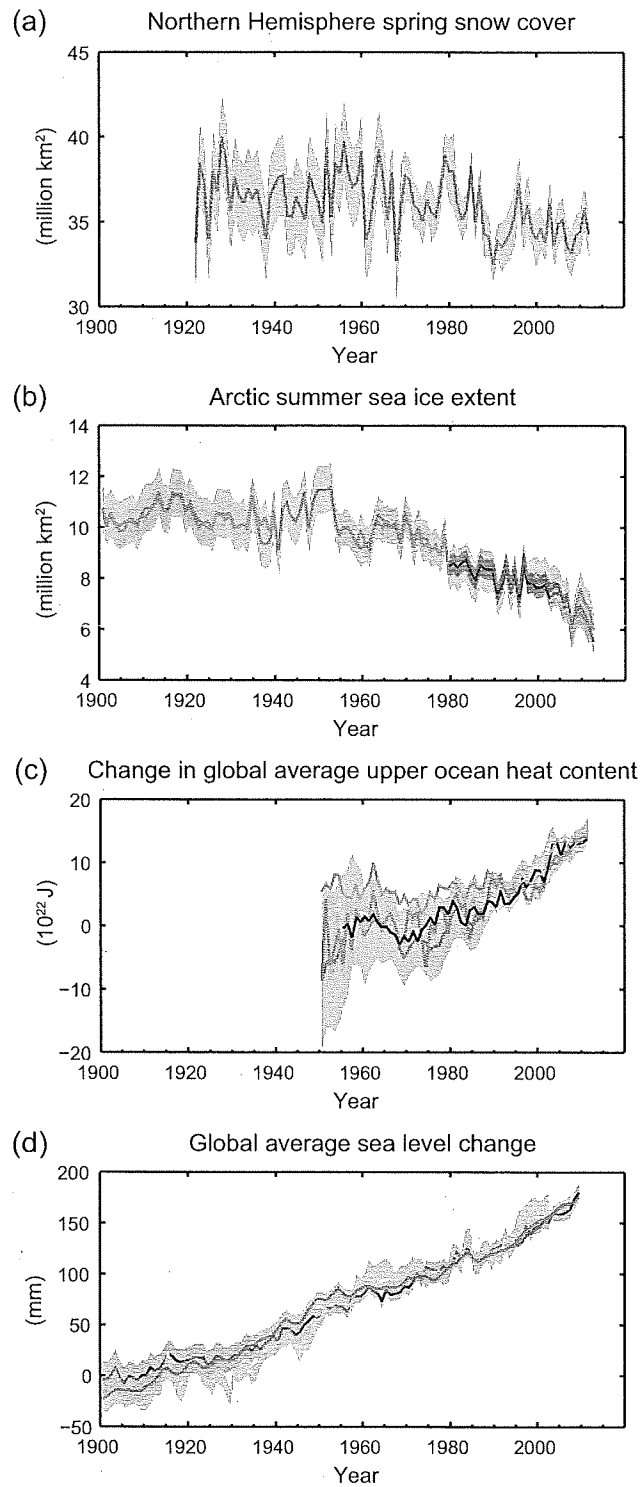 (a) Northern Hemisphere spring snow cover
45
40
35
30
(million km²)
1900 1920 1940 1960 1980 2000
Year
(b) Arctic summer sea ice extent
14
12
10
8
6
4
(million km²)
1900 1920 1940 1960 1980 2000
Year
(c) Change in global average upper ocean heat content
20
10
0
−10
−20
(10²² J)
1900 1920 1940 1960 1980 2000
Year
(d) Global average sea level change
200
150
100
50
0
−50
(mm)
1900 1920 1940 1960 1980 2000
Year